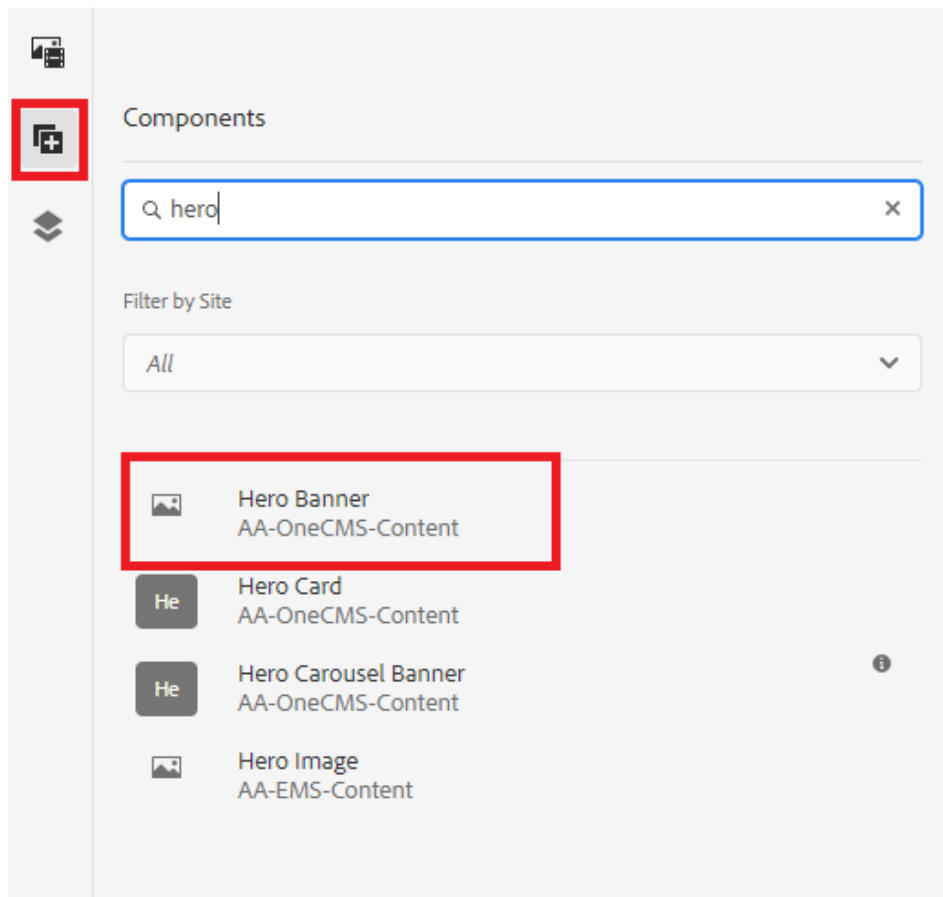 Components
hero
Filter by Site
All
Hero Banner
AA-OneCMS-Content
He
Hero Card
AA-OneCMS-Content
He
Hero Carousel Banner
AA-OneCMS-Content
Hero Image
AA-EMS-Content